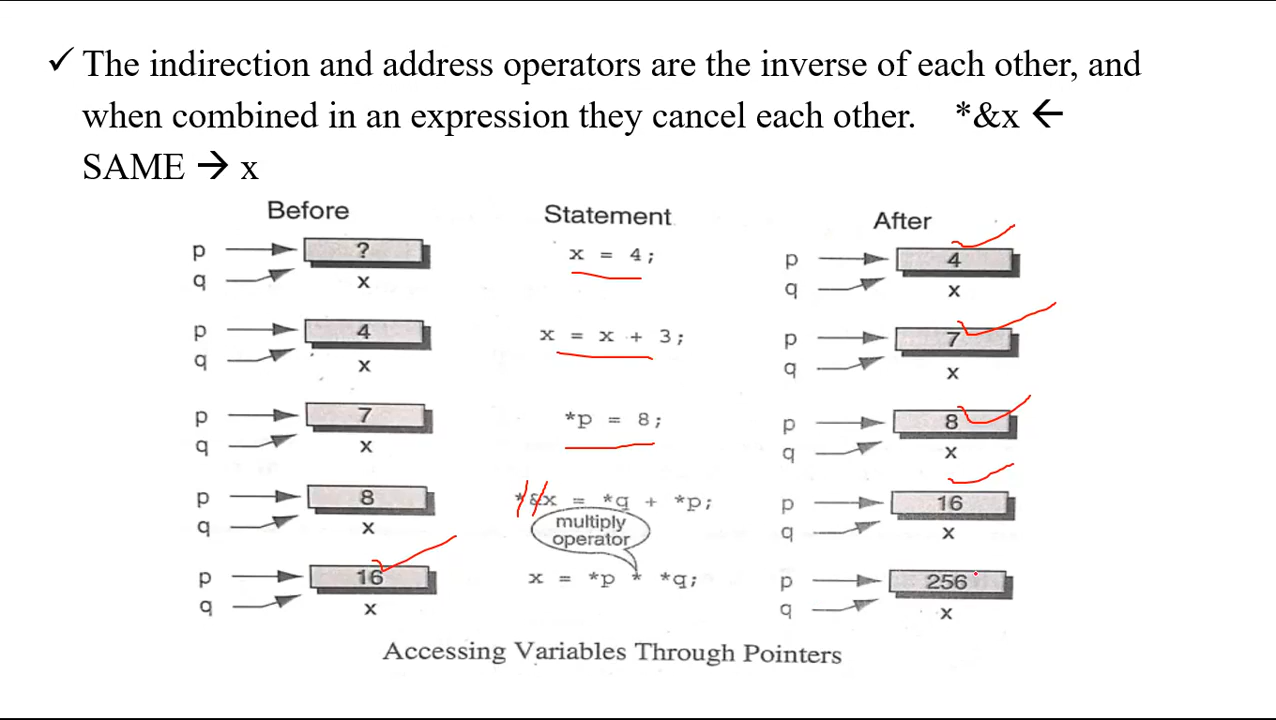 ✓ The indirection and address operators are the inverse of each other, and
when combined in an expression they cancel each other. *&x ←
SAME → x
Before Statement After
p ? x = 4; p 4
q x q x
p 4 x = x + 3; p 7
q x q x
p 7 *p = 8; p 8
q x q x
p 8 *&x = *q + *p; p 16
q x multiply q x
operator
p 16 x = *p * *q; p 256
q x q x
Accessing Variables Through Pointers